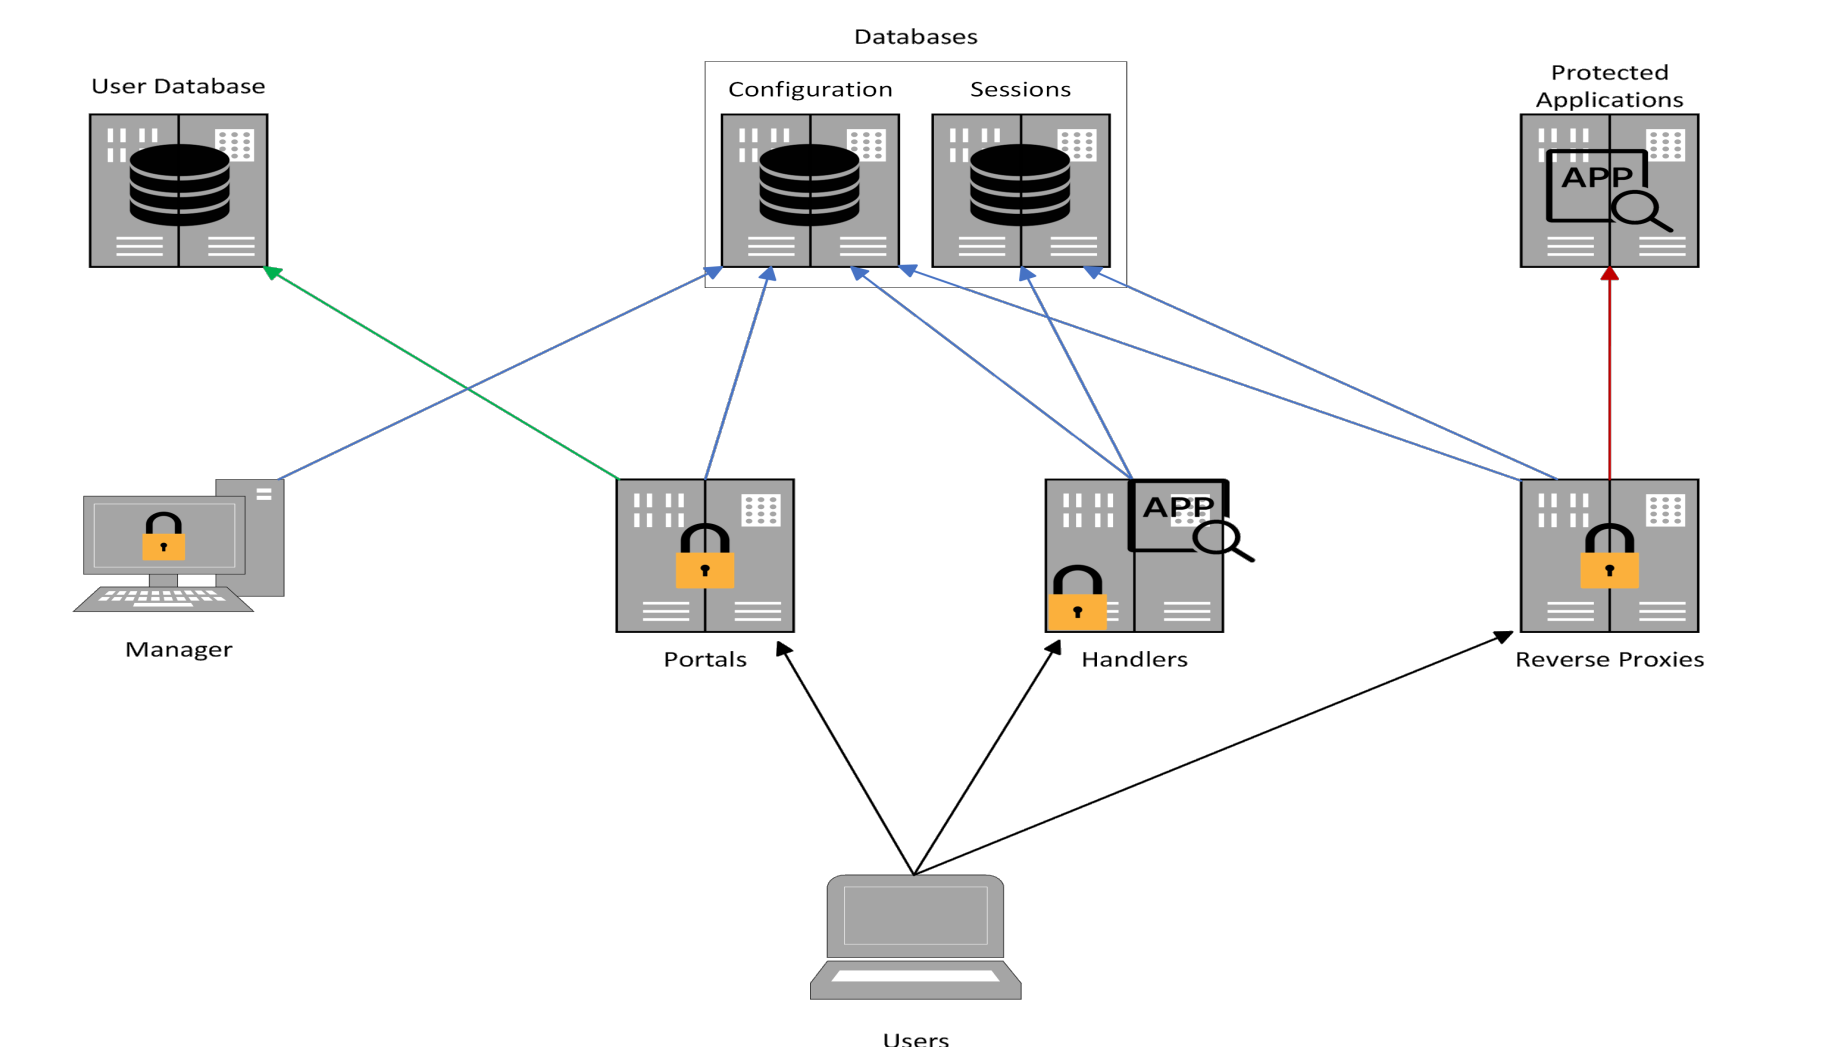 Databases
User Database
Configuration
Sessions
Protected
Applications
APP
APP
Manager
Portals
Handlers
Reverse Proxies
Users